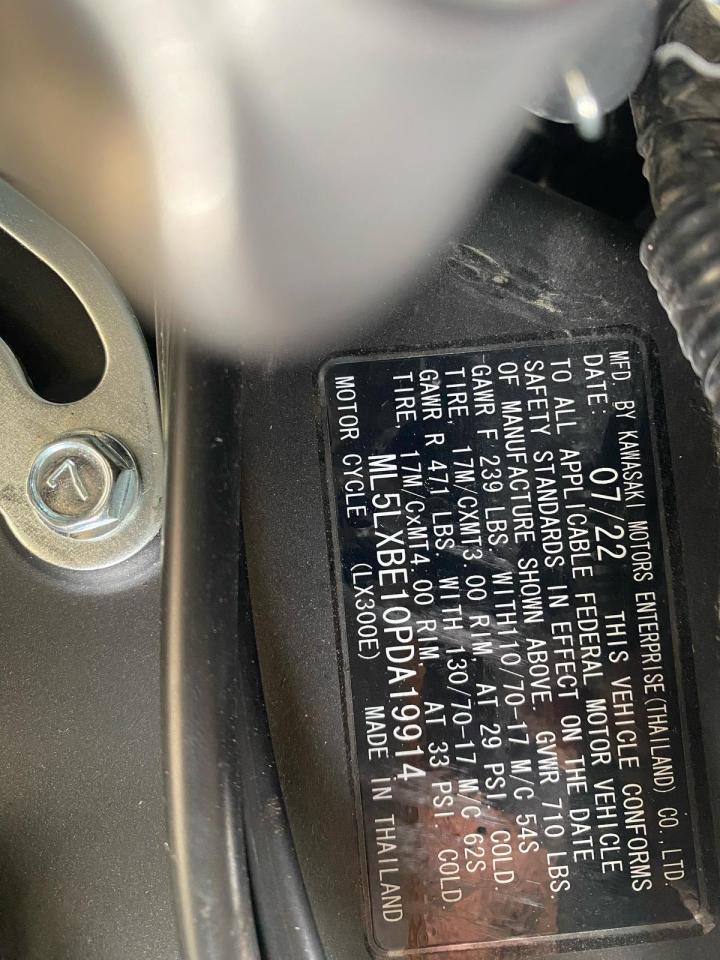 MFD BY KAWASAKI MOTORS ENTERPRISE(THAILAND) CO.,LTD.
DATE: 07/22 THIS VEHICLE CONFORMS
TO ALL APPLICABLE FEDERAL MOTOR VEHICLE
SAFETY STANDARDS IN EFFECT ON THE DATE
OF MANUFACTURE SHOWN ABOVE. GVWR 710 LBS.
GAWR F 239 LBS. WITH110/70-17 M/C 54S
TIRE, 17M/CXMT3.00 RIM, AT 29 PSI COLD.
GAWR R 471 LBS. WITH 130/70-17 M/C 62S
TIRE, 17M/CxMT4.00 RIM, AT 33 PSI COLD
ML5LXBE10PDA19914
MOTOR CYCLE (LX300E) MADE IN THAILAND
7